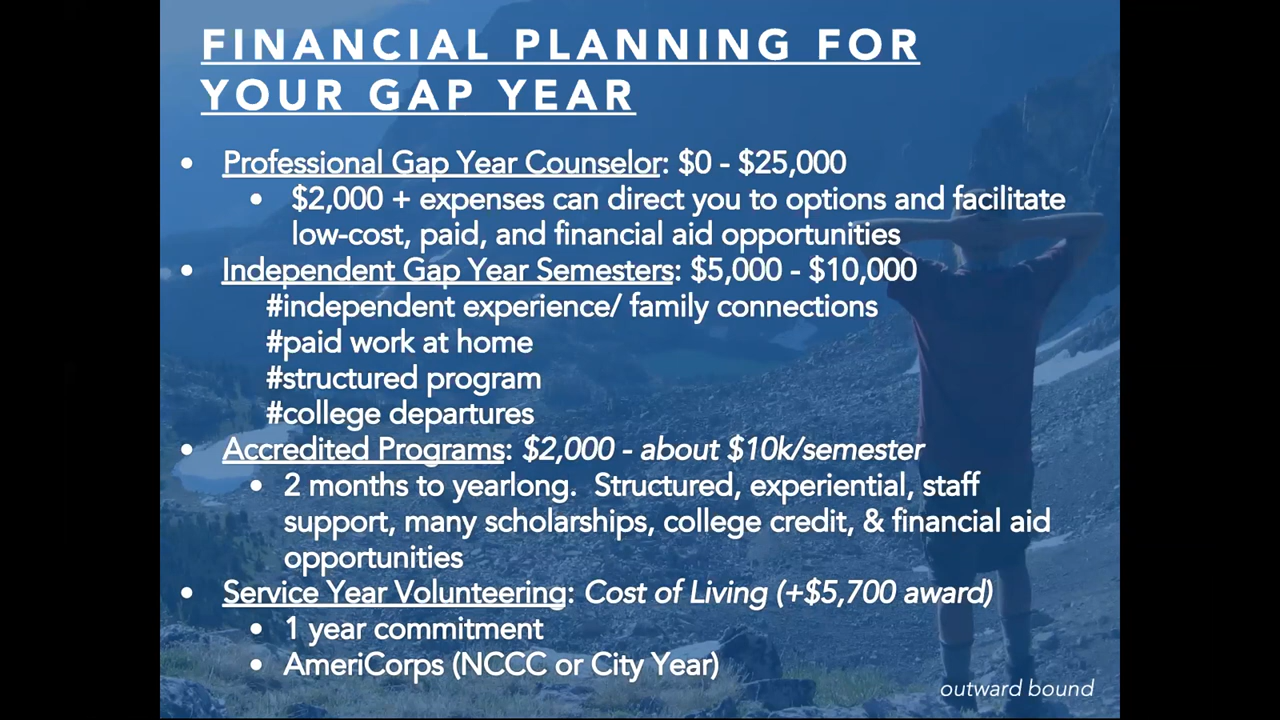 FINANCIAL PLANNING FOR
YOUR GAP YEAR
• Professional Gap Year Counselor: $0 - $25,000
• $2,000 + expenses can direct you to options and facilitate
low-cost, paid, and financial aid opportunities
• Independent Gap Year Semesters: $5,000 - $10,000
#independent experience/ family connections
#paid work at home
#structured program
#college departures
• Accredited Programs: $2,000 - about $10k/semester
• 2 months to yearlong. Structured, experiential, staff
support, many scholarships, college credit, & financial aid
opportunities
• Service Year Volunteering: Cost of Living (+$5,700 award)
• 1 year commitment
• AmeriCorps (NCCC or City Year)
outward bound